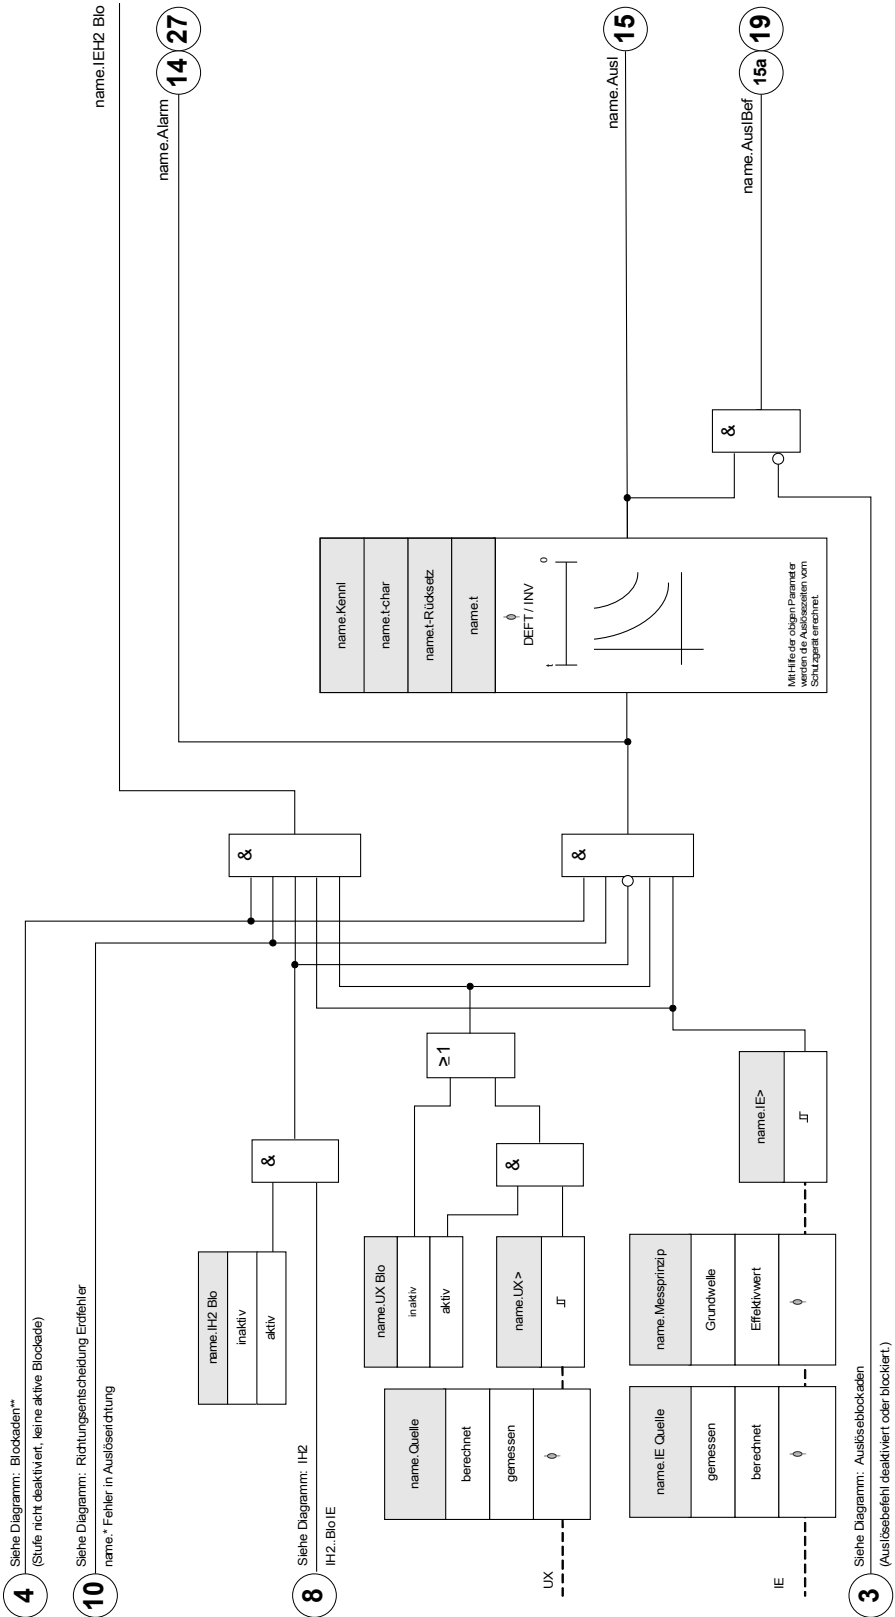 4
Siehe Diagramm: Blockaden**
(Stufe nicht deaktiviert, keine aktive Blockade)
10
Siehe Diagramm: Richtungsentscheidung Erdfehler
name.* Fehler in Auslöserichtung
name.IH2 Blo
inaktiv
aktiv
&
8
Siehe Diagramm: IH2
IH2.Blo IE
name.UX Blo
inaktiv
aktiv
name.Quelle
berechnet
gemessen
ϕ
UX
name.UX>
&
≥1
name.IE Quelle
gemessen
berechnet
ϕ
IE
name.Messprinzip
Grundwelle
Effektivwert
ϕ
name.IE>
3
Siehe Diagramm: Auslöseblockaden
(Auslösebefehl deaktiviert oder blockiert.)
&
&
name.Kennl
name.t-char
name.t-Rücksetz
name.t
ϕ
DEFT / INV
t
0
Mit Hilfe der obigen Parameter
werden die Auslösezeiten vom
Schutzgerät errechnet.
&
name.IEH2 Blo
name.Alarm
14
27
name.Ausl
15
name.AuslBef
15a
19